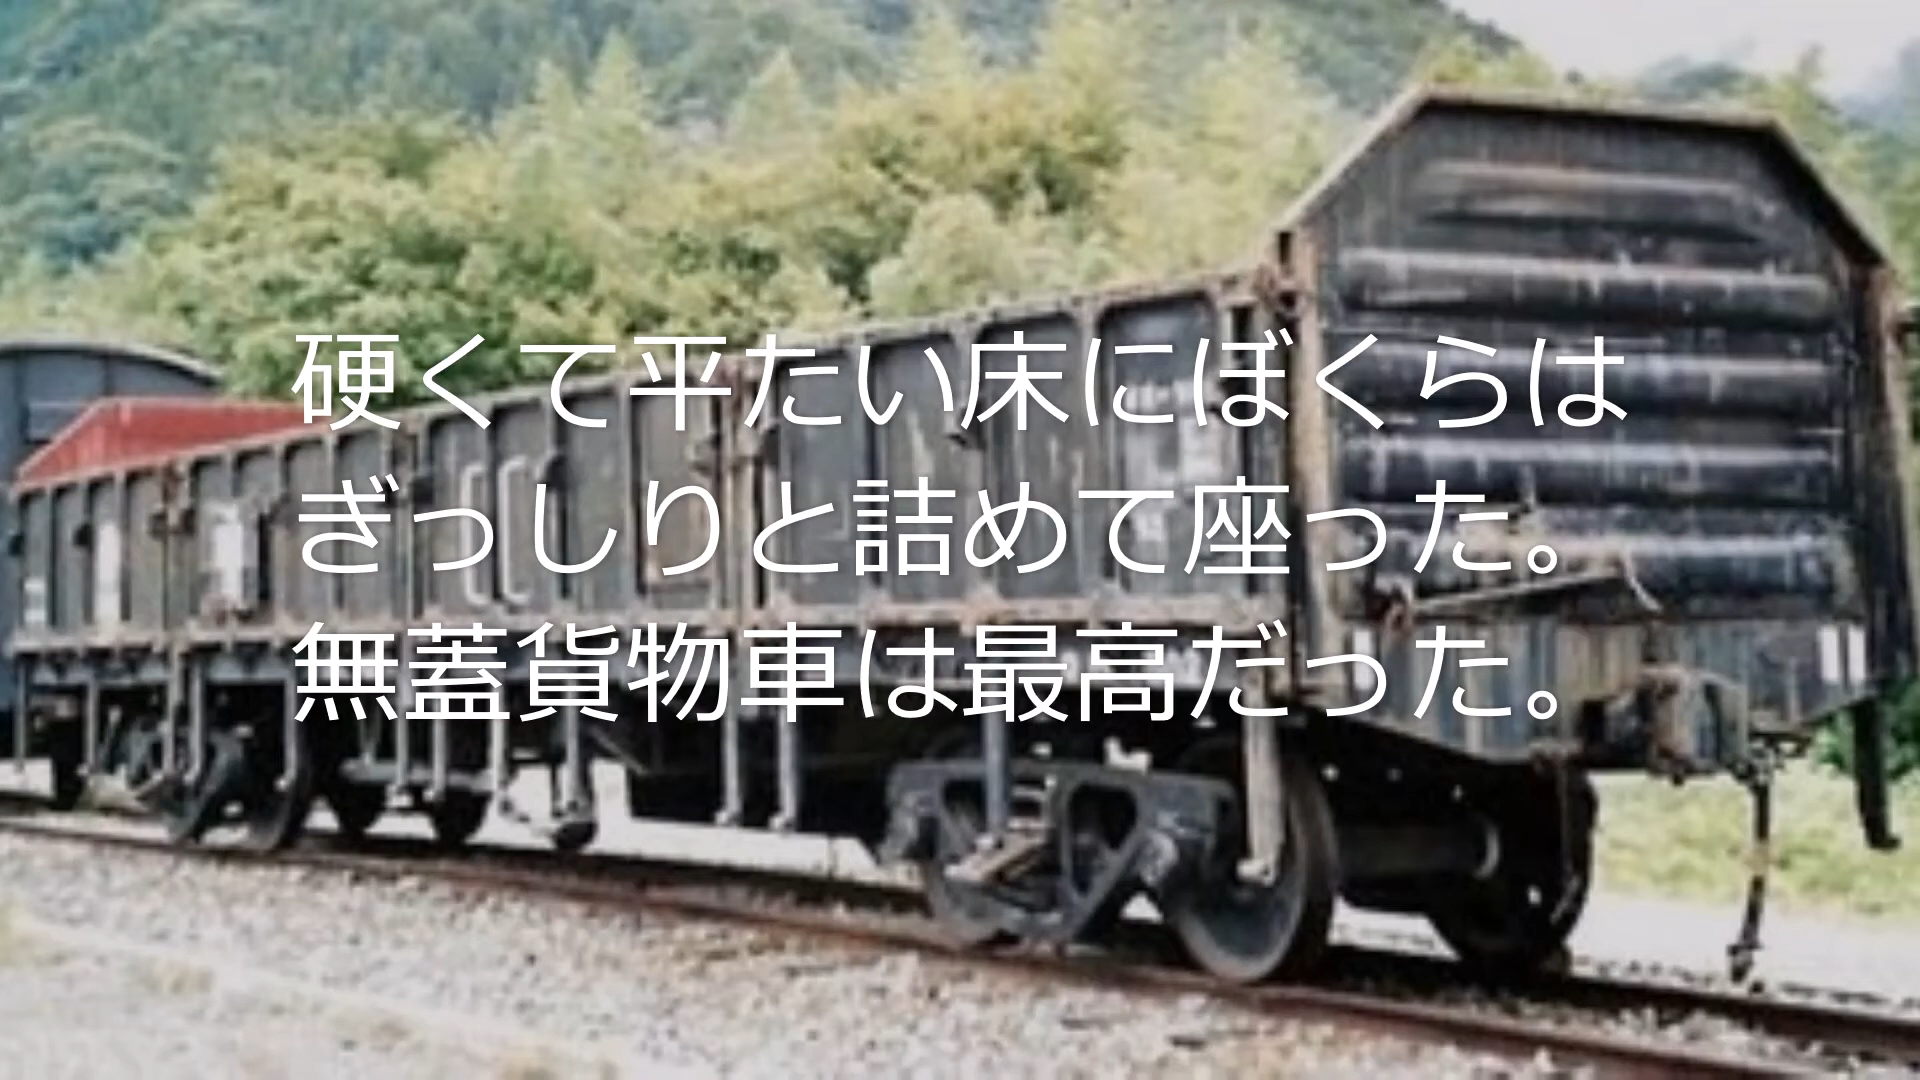 硬くて平たい床にぼくらは
ぎっしりと詰めて座った。
無蓋貨物車は最高だった。